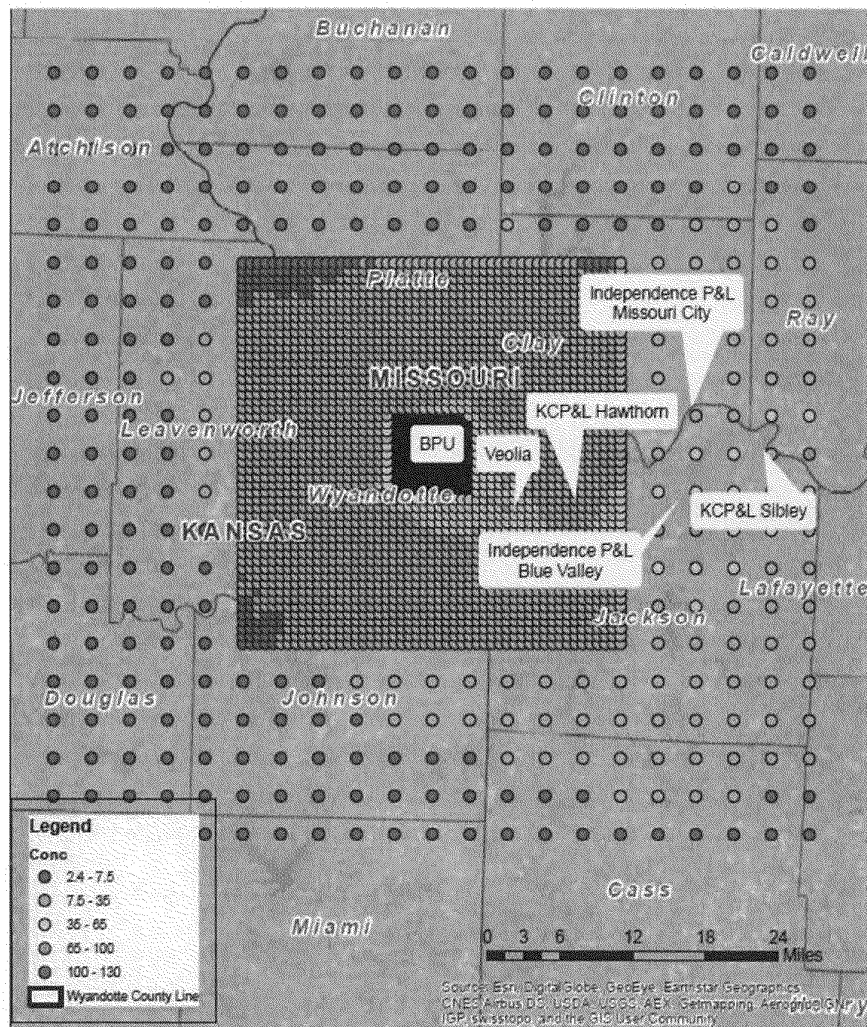 Buchanan
Caldwell
Clinton
Atchison
Platte
Independence P&L
Missouri City
Ray
Clay
MISSOURI
Jefferson
KCP&L Hawthorn
Leavenworth
BPU
Veolia
Wyandotte
KCP&L Sibley
KANSAS
Independence P&L
Blue Valley
Lafayette
Jackson
Douglas
Johnson
Legend
Conc
2.4 - 7.5
7.5 - 35
35 - 65
65 - 100
100 - 130
Wyandotte County Line
Cass
Miami
0 3 6 12 18 24
Miles
Source: Esri, DigitalGlobe, GeoEye, Earthstar Geographics,
CNES/Airbus DS, USDA, USGS, AEX, Getmapping, Aerogrid, IGN,
IGP, swisstopo, and the GIS User Community
Henry